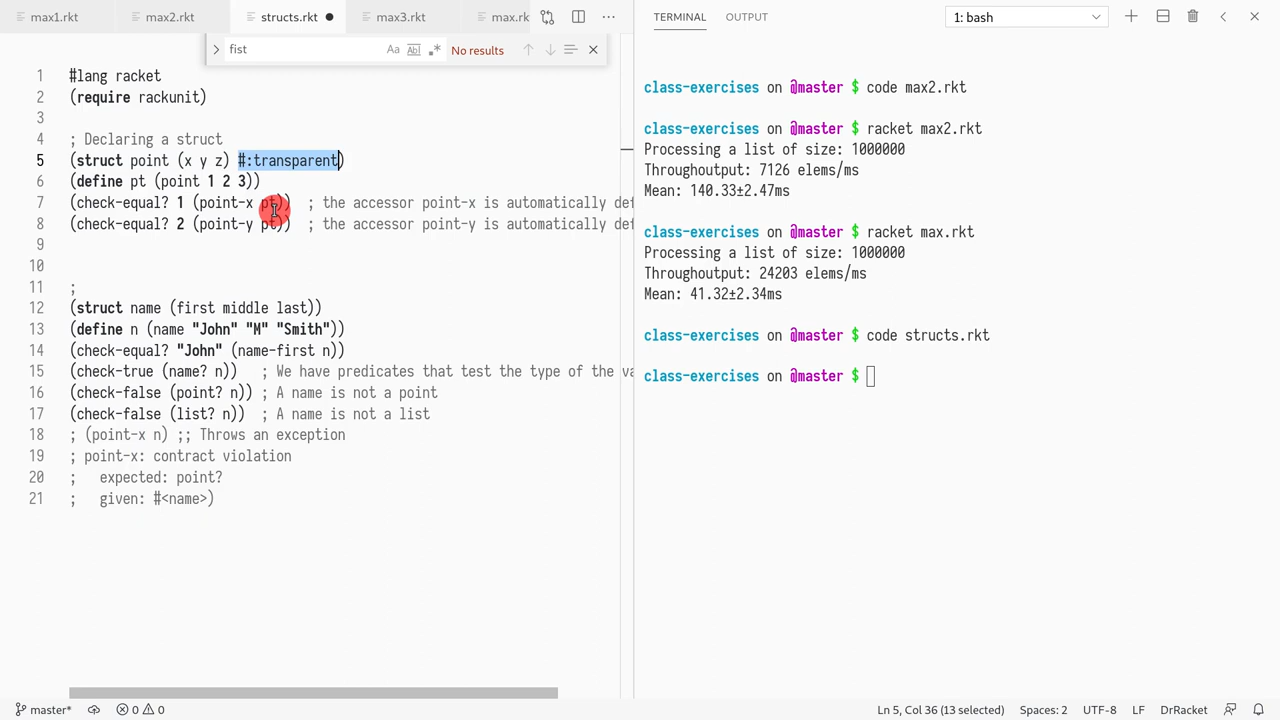 max1.rkt
max2.rkt
structs.rkt
max3.rkt
max.rk
fist
Aa
Abl
.*
No results
1 #lang racket
2 (require rackunit)
3
4 ; Declaring a struct
5 (struct point (x y z) #:transparent)
6 (define pt (point 1 2 3))
7 (check-equal? 1 (point-x pt)) ; the accessor point-x is automatically def
8 (check-equal? 2 (point-y pt)) ; the accessor point-y is automatically def
9
10
11 ;
12 (struct name (first middle last))
13 (define n (name "John" "M" "Smith"))
14 (check-equal? "John" (name-first n))
15 (check-true (name? n)) ; We have predicates that test the type of the va
16 (check-false (point? n)) ; A name is not a point
17 (check-false (list? n)) ; A name is not a list
18 ; (point-x n) ;; Throws an exception
19 ; point-x: contract violation
20 ; expected: point?
21 ; given: #<name>)
TERMINAL
OUTPUT
1: bash
class-exercises on @master $ code max2.rkt
class-exercises on @master $ racket max2.rkt
Processing a list of size: 1000000
Throughoutput: 7126 elems/ms
Mean: 140.33±2.47ms
class-exercises on @master $ racket max.rkt
Processing a list of size: 1000000
Throughoutput: 24203 elems/ms
Mean: 41.32±2.34ms
class-exercises on @master $ code structs.rkt
class-exercises on @master $
master*
0
0
Ln 5, Col 36 (13 selected)
Spaces: 2
UTF-8
LF
DrRacket